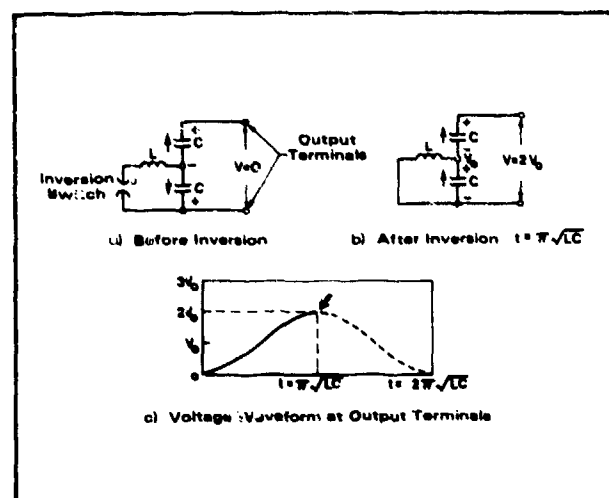 +
C
L
-
V=0
Output
Terminals
Inversion
Switch
C
+
a) Before Inversion
+
C
-
L
V₀
+
C
-
V=2V₀
b) After Inversion t = π√LC
3V₀
2V₀
V₀
0
t = π√LC t = 2π√LC
c) Voltage Waveform at Output Terminals